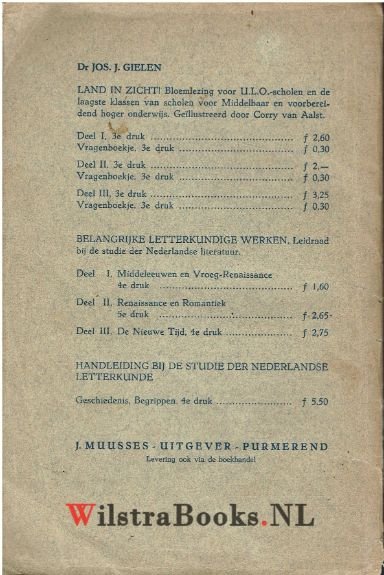 Dr JOS. J. GIELEN
LAND IN ZICHT! Bloemlezing voor U.L.O.-scholen en de
laagste klassen van scholen voor Middelbaar en voorberei-
dend hoger onderwijs. Geïllustreerd door Corry van Aalst.
Deel I, 3e druk ........................................ ƒ 2,60
Vragenboekje, 3e druk .............................. ƒ 0,30
Deel II, 3e druk ....................................... ƒ 2,—
Vragenboekje, 3e druk .............................. ƒ 0,30
Deel III, 3e druk ...................................... ƒ 3,25
Vragenboekje, 3e druk .............................. ƒ 0,30
BELANGRIJKE LETTERKUNDIGE WERKEN, Leidraad
bij de studie der Nederlandse literatuur.
Deel I, Middeleeuwen en Vroeg-Renaissance
4e druk ........................................ ƒ 1,60
Deel II, Renaissance en Romantiek
5e druk ........................................ ƒ 2,65
Deel III, De Nieuwe Tijd, 4e druk .................. ƒ 2,75
HANDLEIDING BIJ DE STUDIE DER NEDERLANDSE
LETTERKUNDE
Geschiedenis, Begrippen, 4e druk ................... ƒ 5,50
J. MUUSSES - UITGEVER - PURMEREND
Levering ook via de boekhandel
WilstraBooks.NL